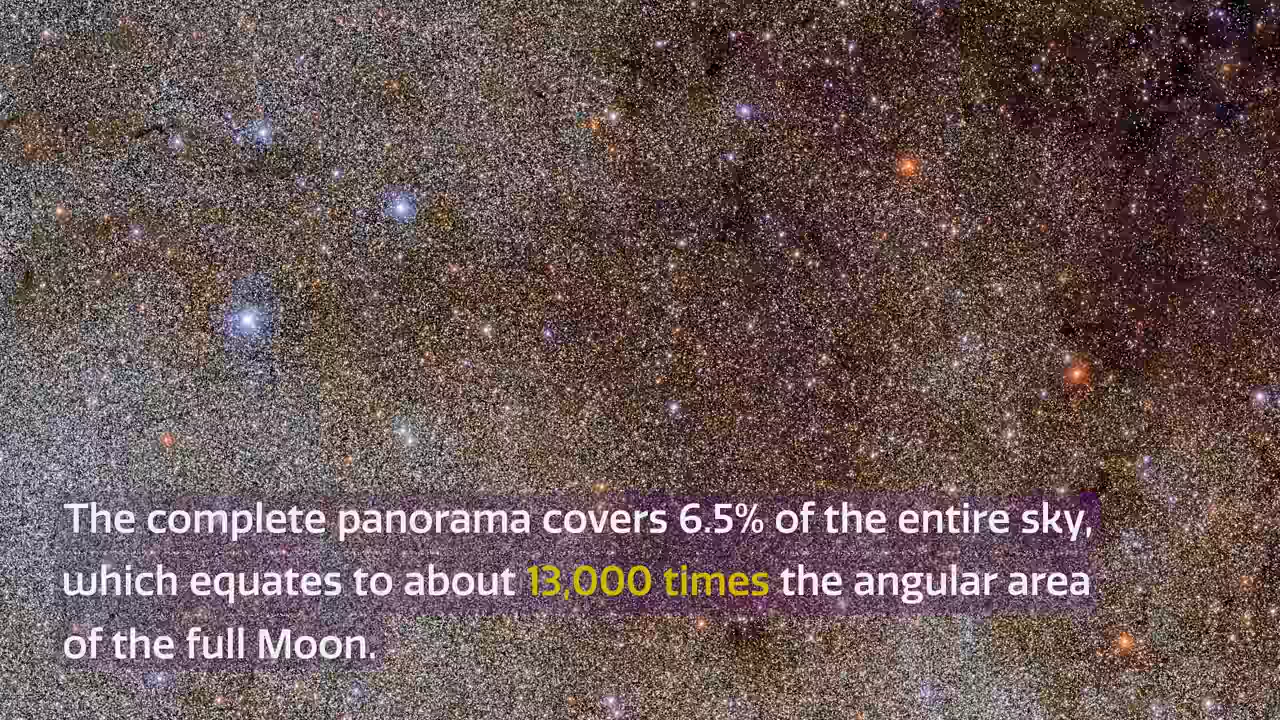 The complete panorama covers 6.5% of the entire sky,
which equates to about 13,000 times the angular area
of the full Moon.